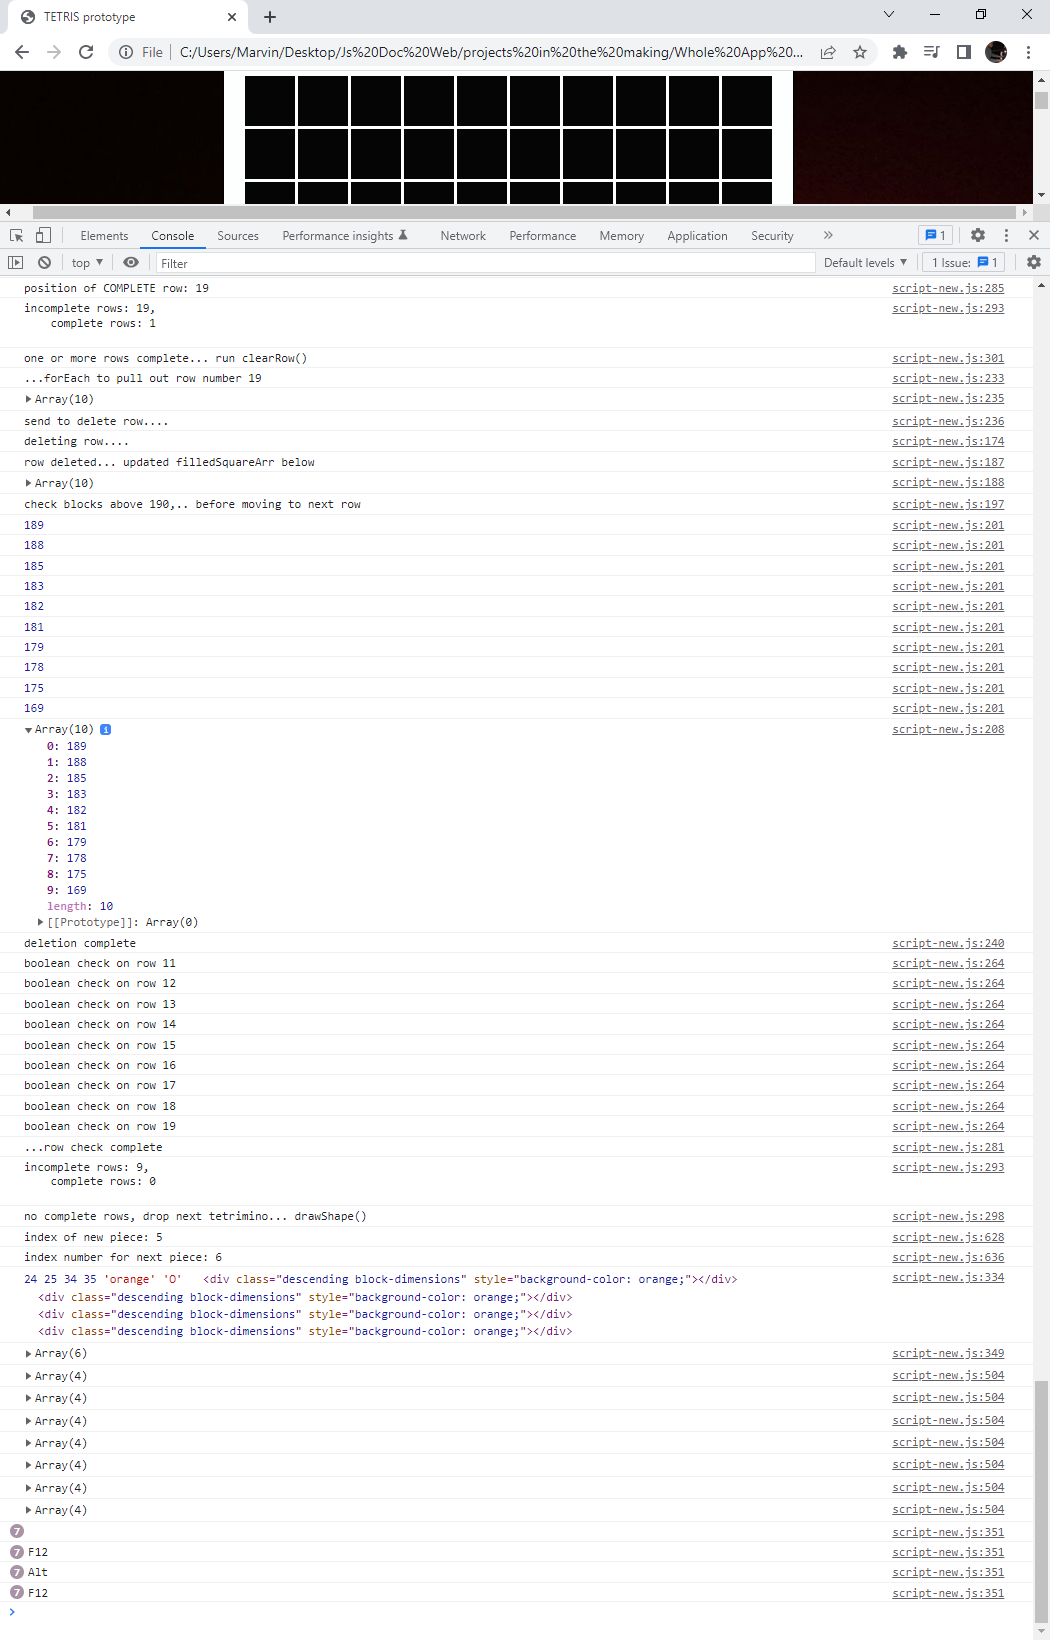 TETRIS prototype
File | C:/Users/Marvin/Desktop/Js%20Doc%20Web/projects%20in%20the%20making/Whole%20App%20...
Elements Console Sources Performance insights Network Performance Memory Application Security » 1
top ▼ Filter Default levels ▼ 1 Issue: 1
position of COMPLETE row: 19 script-new.js:285
incomplete rows: 19, script-new.js:293
complete rows: 1
one or more rows complete... run clearRow() script-new.js:301
...forEach to pull out row number 19 script-new.js:233
Array(10) script-new.js:235
send to delete row.... script-new.js:236
deleting row.... script-new.js:174
row deleted... updated filledSquareArr below script-new.js:187
Array(10) script-new.js:188
check blocks above 190,.. before moving to next row script-new.js:197
189 script-new.js:201
188 script-new.js:201
185 script-new.js:201
183 script-new.js:201
182 script-new.js:201
181 script-new.js:201
179 script-new.js:201
178 script-new.js:201
175 script-new.js:201
169 script-new.js:201
Array(10) i script-new.js:208
0: 189
1: 188
2: 185
3: 183
4: 182
5: 181
6: 179
7: 178
8: 175
9: 169
length: 10
[[Prototype]]: Array(0)
deletion complete script-new.js:240
boolean check on row 11 script-new.js:264
boolean check on row 12 script-new.js:264
boolean check on row 13 script-new.js:264
boolean check on row 14 script-new.js:264
boolean check on row 15 script-new.js:264
boolean check on row 16 script-new.js:264
boolean check on row 17 script-new.js:264
boolean check on row 18 script-new.js:264
boolean check on row 19 script-new.js:264
...row check complete script-new.js:281
incomplete rows: 9, script-new.js:293
complete rows: 0
no complete rows, drop next tetrimino... drawShape() script-new.js:298
index of new piece: 5 script-new.js:628
index number for next piece: 6 script-new.js:636
24 25 34 35 'orange' 'O' <div class="descending block-dimensions" style="background-color: orange;"></div> script-new.js:334
<div class="descending block-dimensions" style="background-color: orange;"></div>
<div class="descending block-dimensions" style="background-color: orange;"></div>
<div class="descending block-dimensions" style="background-color: orange;"></div>
Array(6) script-new.js:349
Array(4) script-new.js:504
Array(4) script-new.js:504
Array(4) script-new.js:504
Array(4) script-new.js:504
Array(4) script-new.js:504
Array(4) script-new.js:504
Array(4) script-new.js:504
7 script-new.js:351
7 F12 script-new.js:351
7 Alt script-new.js:351
7 F12 script-new.js:351